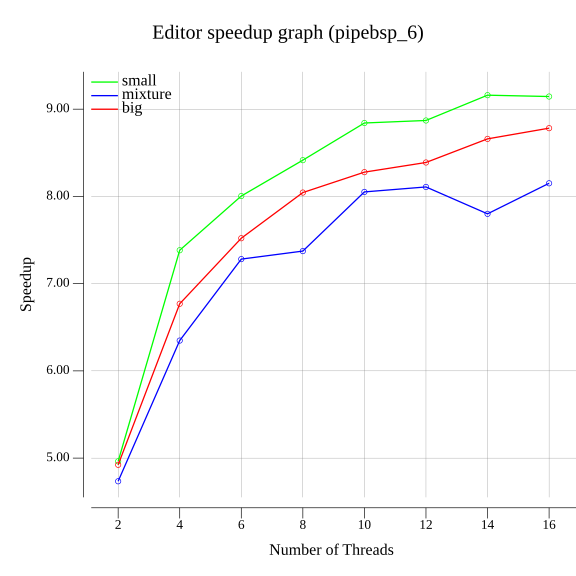 Editor speedup graph (pipebsp_6)
small
mixture
big
9.00
8.00
7.00
6.00
5.00
Speedup
2 4 6 8 10 12 14 16
Number of Threads